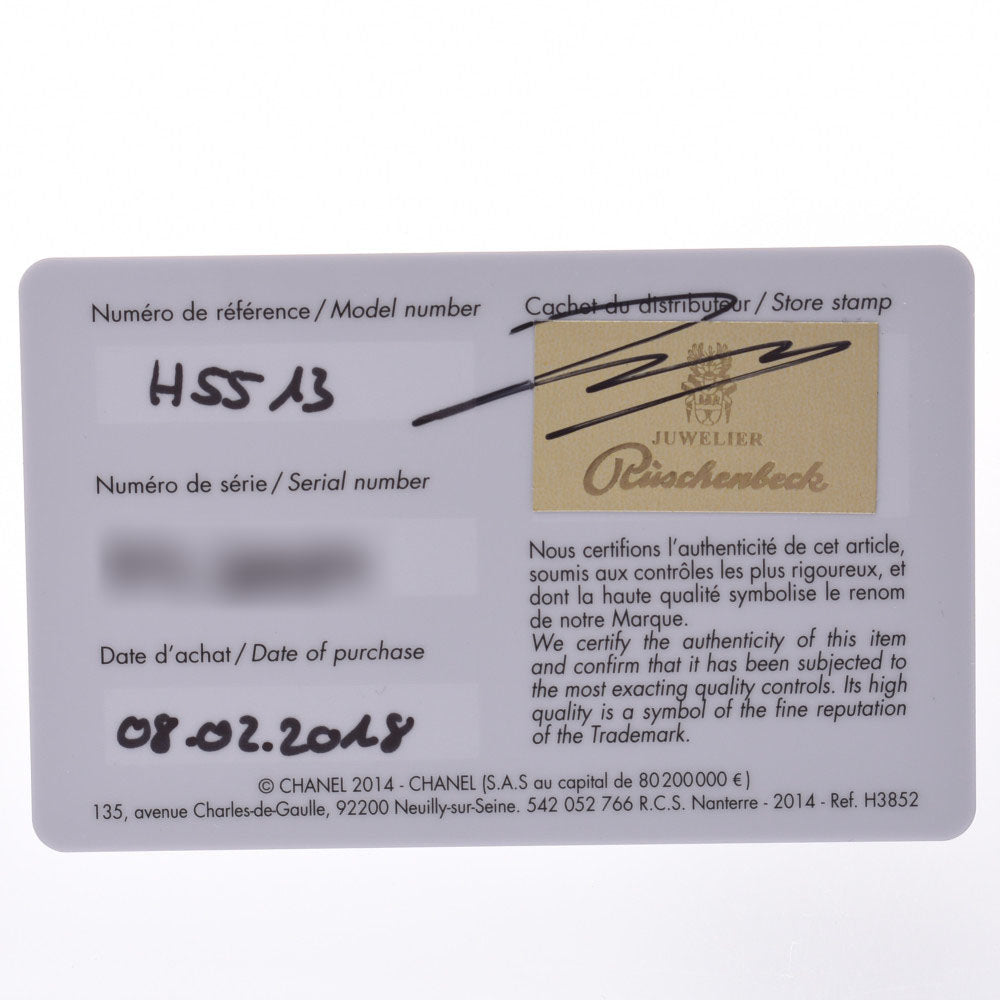 Numéro de référence / Model number
H5513
Numéro de série / Serial number
Date d'achat / Date of purchase
08.02.2018
Cachet du distributeur / Store stamp
JUWELIER
Rüschenbeck
Nous certifions l'authenticité de cet article,
soumis aux contrôles les plus rigoureux, et
dont la haute qualité symbolise le renom
de notre Marque.
We certify the authenticity of this item
and confirm that it has been subjected to
the most exacting quality controls. Its high
quality is a symbol of the fine reputation
of the Trademark.
© CHANEL 2014 - CHANEL (S.A.S au capital de 80 200 000 €)
135, avenue Charles-de-Gaulle, 92200 Neuilly-sur-Seine. 542 052 766 R.C.S. Nanterre - 2014 - Ref. H3852